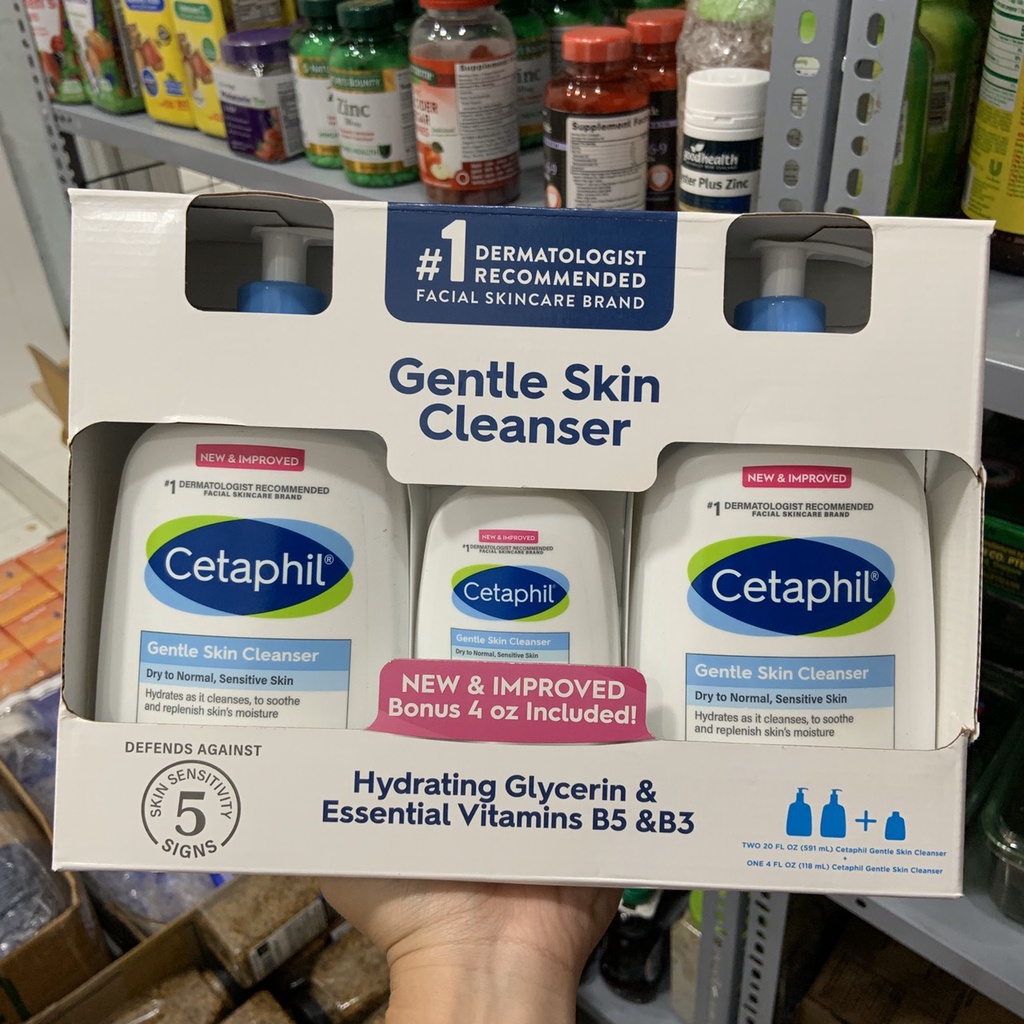 Zinc
Supplement Facts
goodhealth
Plus Zinc
#1 DERMATOLOGIST
RECOMMENDED
FACIAL SKINCARE BRAND
Gentle Skin
Cleanser
NEW & IMPROVED
#1 DERMATOLOGIST RECOMMENDED
FACIAL SKINCARE BRAND
Cetaphil®
Gentle Skin Cleanser
Dry to Normal, Sensitive Skin
Hydrates as it cleanses, to soothe
and replenish skin's moisture
NEW & IMPROVED
#1 DERMATOLOGIST RECOMMENDED
FACIAL SKINCARE BRAND
Cetaphil®
Gentle Skin Cleanser
Dry to Normal, Sensitive Skin
NEW & IMPROVED
#1 DERMATOLOGIST RECOMMENDED
FACIAL SKINCARE BRAND
Cetaphil®
Gentle Skin Cleanser
Dry to Normal, Sensitive Skin
Hydrates as it cleanses, to soothe
and replenish skin's moisture
NEW & IMPROVED
Bonus 4 oz Included!
DEFENDS AGAINST
5
SKIN SENSITIVITY
SIGNS
Hydrating Glycerin &
Essential Vitamins B5 &B3
+
TWO 20 FL OZ (591 mL) Cetaphil Gentle Skin Cleanser
+
ONE 4 FL OZ (118 mL) Cetaphil Gentle Skin Cleanser